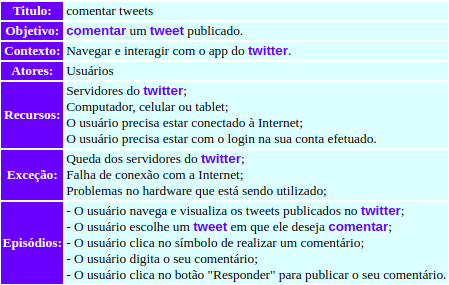 Título: comentar tweets
Objetivo: comentar um tweet publicado.
Contexto: Navegar e interagir com o app do twitter.
Atores: Usuários
Recursos: Servidores do twitter;
Computador, celular ou tablet;
O usuário precisa estar conectado à Internet;
O usuário precisa estar com o login na sua conta efetuado.
Exceção: Queda dos servidores do twitter;
Falha de conexão com a Internet;
Problemas no hardware que está sendo utilizado;
Episódios: - O usuário navega e visualiza os tweets publicados no twitter;
- O usuário escolhe um tweet em que ele deseja comentar;
- O usuário clica no símbolo de realizar um comentário;
- O usuário digita o seu comentário;
- O usuário clica no botão "Responder" para publicar o seu comentário.